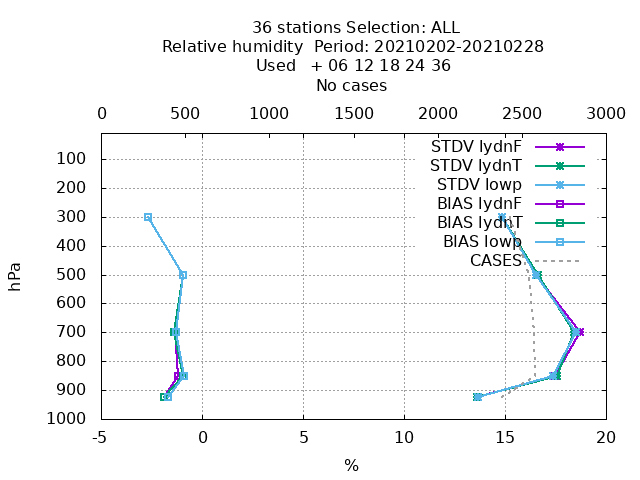 36 stations Selection: ALL
Relative humidity  Period: 20210202-20210228
Used   + 06 12 18 24 36
No cases
0 500 1000 1500 2000 2500 3000
STDV lydnF
STDV lydnT
STDV lowp
BIAS lydnF
BIAS lydnT
BIAS lowp
CASES
100
200
300
400
500
600
700
800
900
1000
hPa
-5 0 5 10 15 20
%